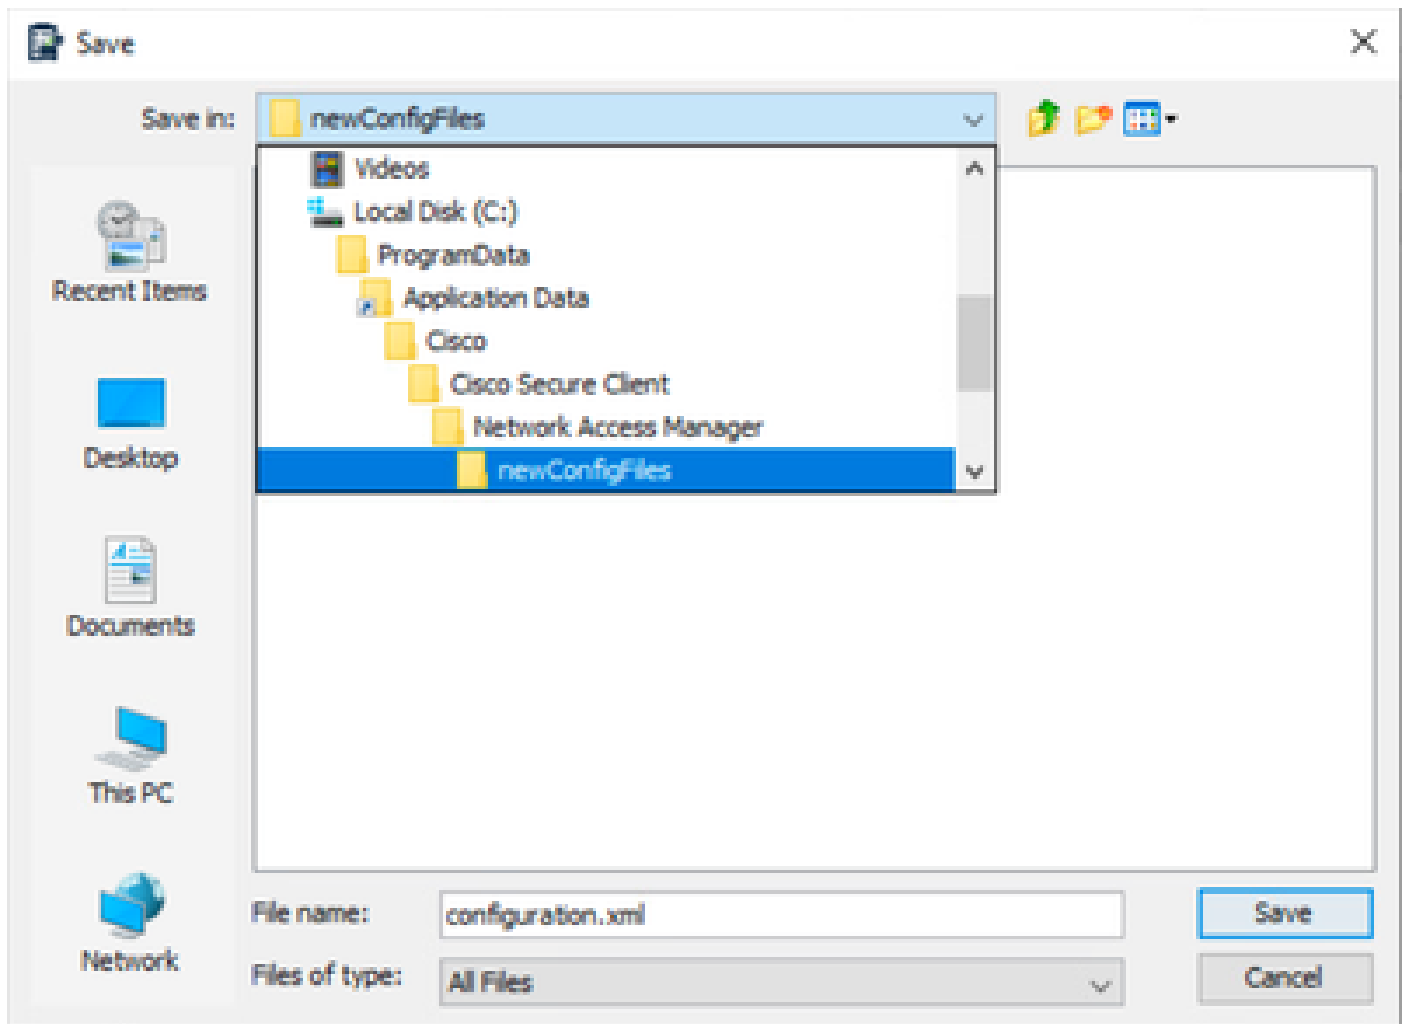 Save
Save in:
newConfigFiles
Videos
Local Disk (C:)
ProgramData
Application Data
Cisco
Cisco Secure Client
Network Access Manager
newConfigFiles
Recent Items
Desktop
Documents
This PC
Network
File name:
configuration.xml
Save
Files of type:
All Files
Cancel